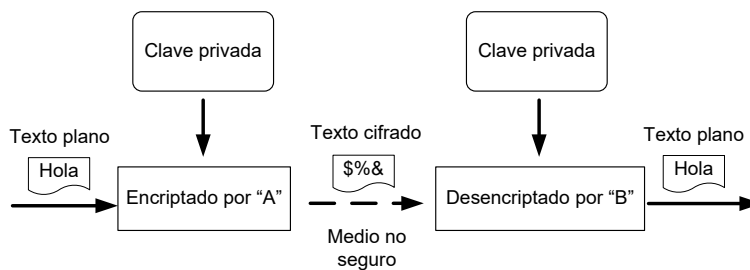 Clave privada
Clave privada
Texto plano
Hola
Encriptado por “A”
Texto cifrado
$%&
Medio no
seguro
Desencriptado por “B”
Texto plano
Hola